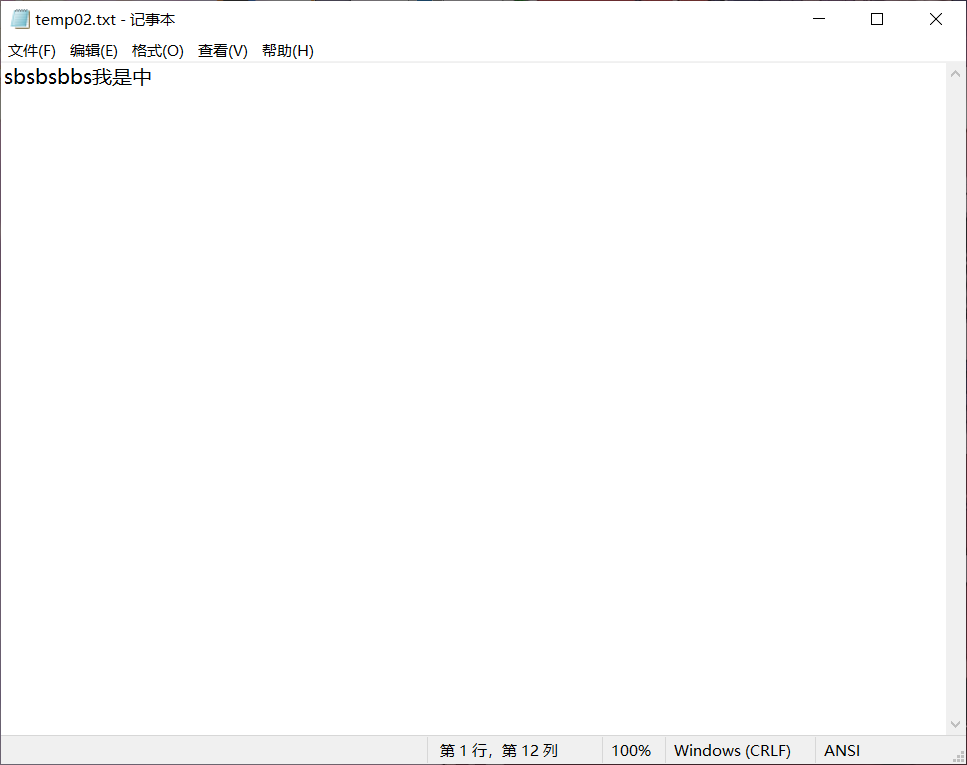 temp02.txt - 记事本
文件(F) 编辑(E) 格式(O) 查看(V) 帮助(H)
sbsbsbbs我是中
第 1 行，第 12 列 100% Windows (CRLF) ANSI